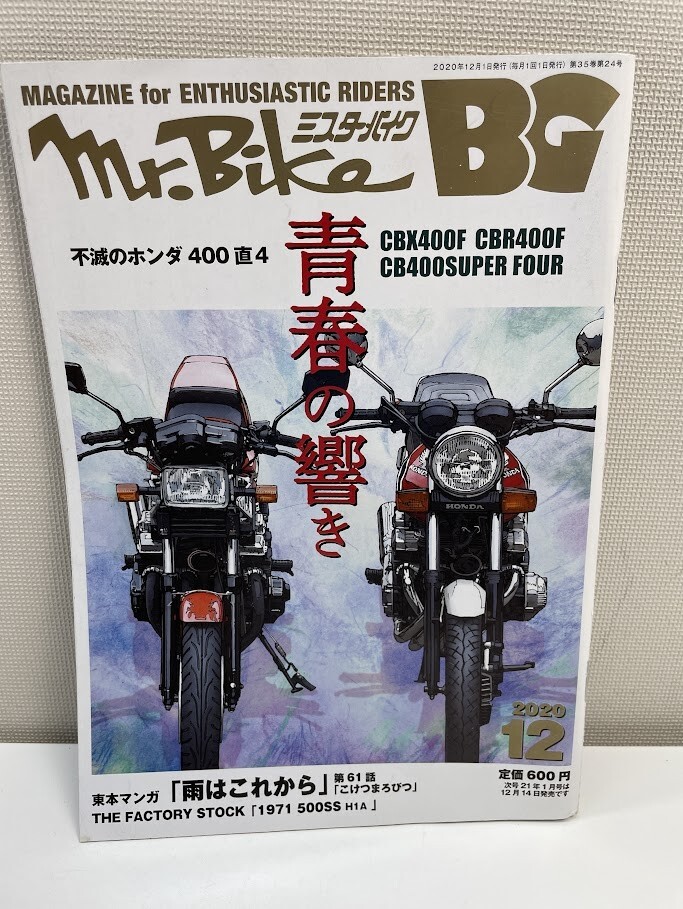 2020年12月1日発行(毎月1回1日発行)第35巻第24号
MAGAZINE for ENTHUSIASTIC RIDERS
ミスター・バイク
Mr.Bike BG
不滅のホンダ 400 直4
青春の響き
CBX400F CBR400F
CB400SUPER FOUR
HONDA
2020
12
東本マンガ「雨はこれから」第61話「こけつまろびつ」
THE FACTORY STOCK「1971 500SS H1A 」
定価 600 円
次号21年1月号は
12月14日発売です